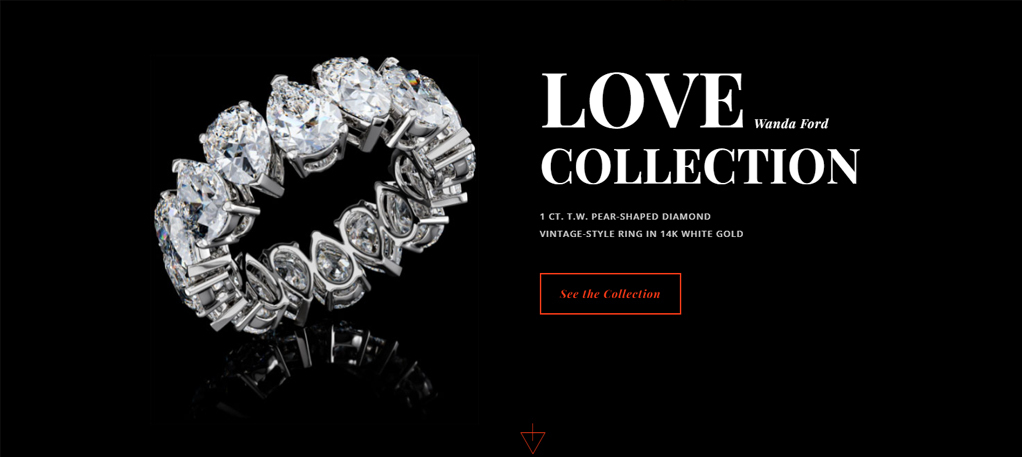 LOVE Wanda Ford
COLLECTION
1 CT. T.W. PEAR-SHAPED DIAMOND
VINTAGE-STYLE RING IN 14K WHITE GOLD
See the Collection